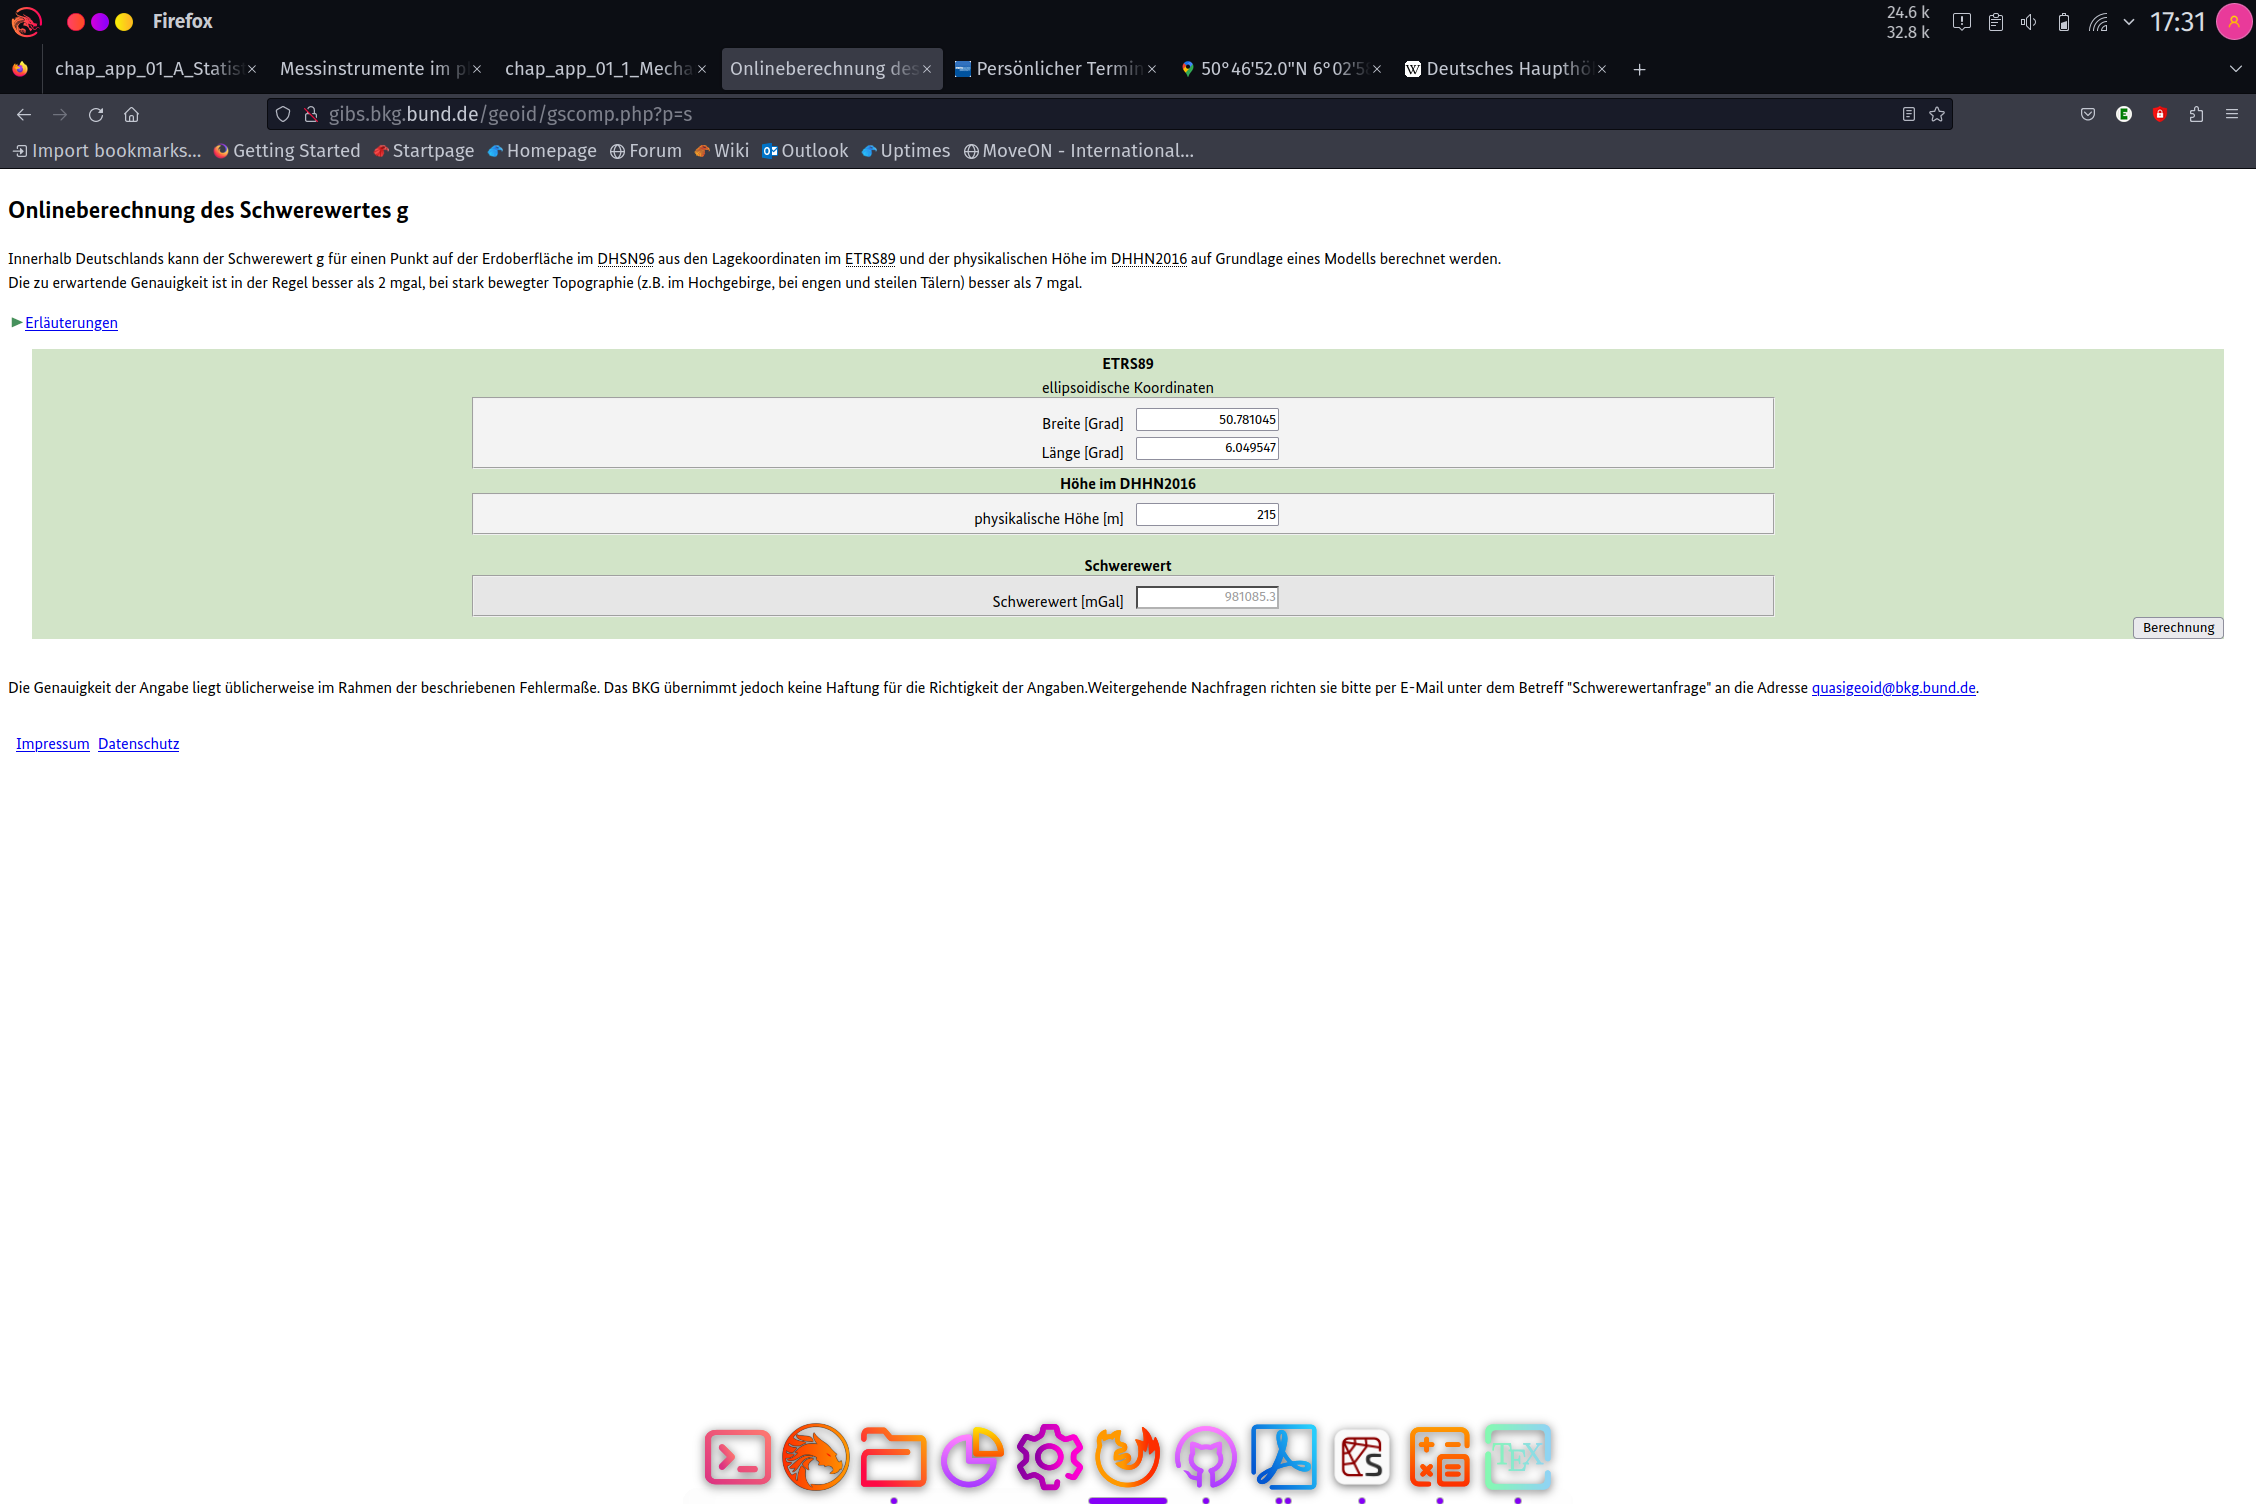 Firefox
24.6 k
32.8 k
17:31
chap_app_01_A_Statis
Messinstrumente im p
chap_app_01_1_Mecha
Onlineberechnung des
Persönlicher Termin
50°46'52.0"N 6°02'58
Deutsches Haupthöh
gibs.bkg.bund.de/geoid/gscomp.php?p=s
Import bookmarks... Getting Started Startpage Homepage Forum Wiki Outlook Uptimes MoveON - International...
Onlineberechnung des Schwerewertes g
Innerhalb Deutschlands kann der Schwerewert g für einen Punkt auf der Erdoberfläche im DHSN96 aus den Lagekoordinaten im ETRS89 und der physikalischen Höhe im DHHN2016 auf Grundlage eines Modells berechnet werden.
Die zu erwartende Genauigkeit ist in der Regel besser als 2 mgal, bei stark bewegter Topographie (z.B. im Hochgebirge, bei engen und steilen Tälern) besser als 7 mgal.
Erläuterungen
ETRS89
ellipsoidische Koordinaten
Breite [Grad] 50.781045
Länge [Grad] 6.049547
Höhe im DHHN2016
physikalische Höhe [m] 215
Schwerewert
Schwerewert [mGal] 981085.3
Berechnung
Die Genauigkeit der Angabe liegt üblicherweise im Rahmen der beschriebenen Fehlermaße. Das BKG übernimmt jedoch keine Haftung für die Richtigkeit der Angaben.Weitergehende Nachfragen richten sie bitte per E-Mail unter dem Betreff "Schwerewertanfrage" an die Adresse quasigeoid@bkg.bund.de.
Impressum Datenschutz
S
TEX